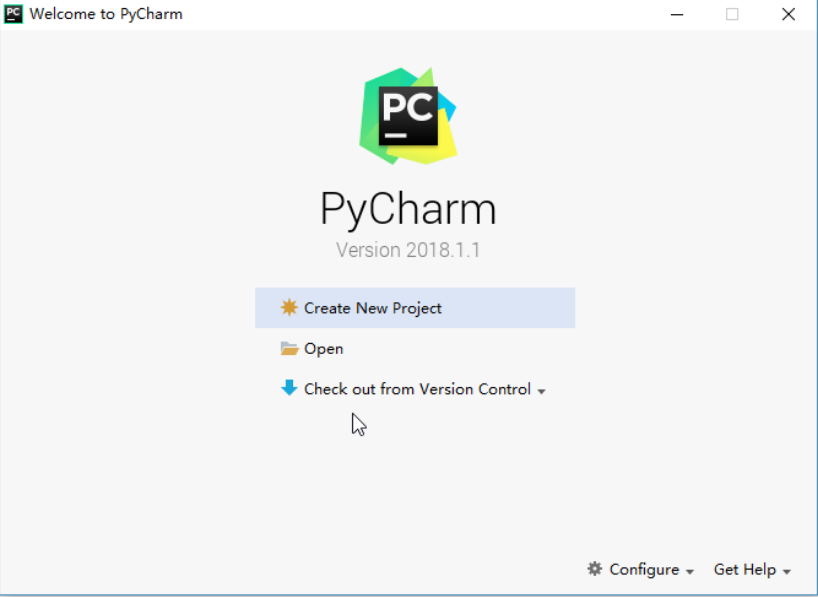 PC Welcome to PyCharm
PC
PyCharm
Version 2018.1.1
Create New Project
Open
Check out from Version Control
Configure Get Help